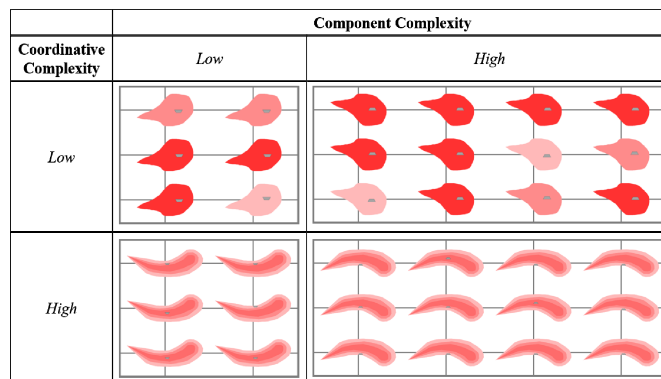 Component Complexity
Coordinative
Complexity
Low
High
Low
High